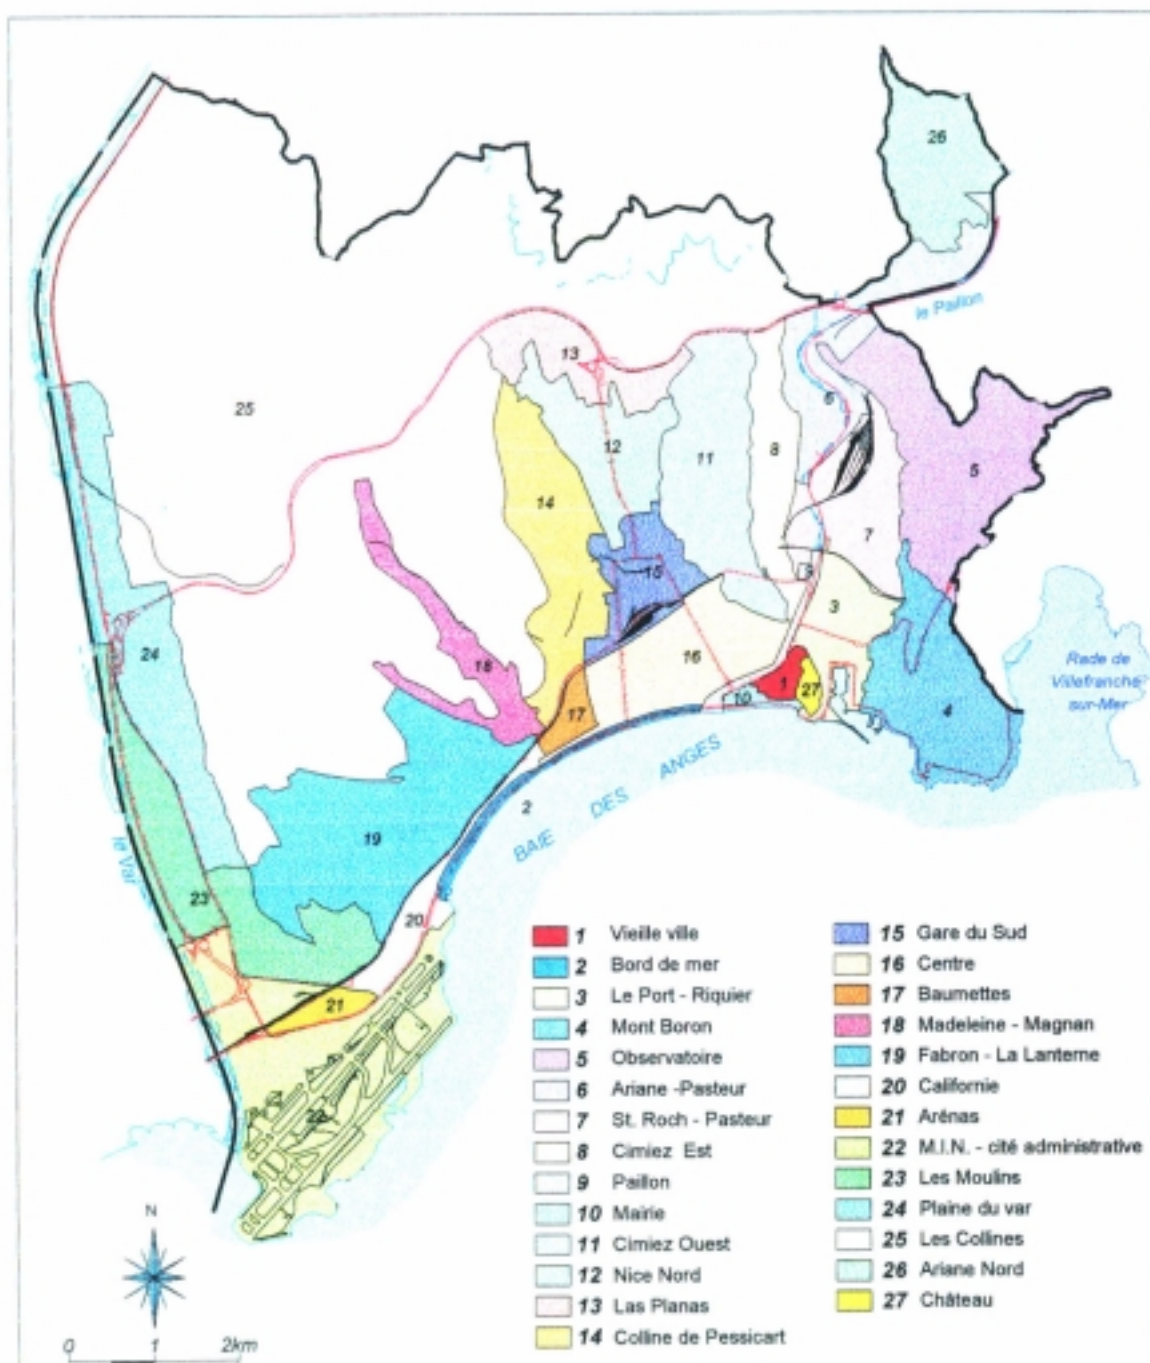 26
le Paillon
13
25
6
12
11
8
5
14
7
15
9
3
24
18
16
Rade de
Villefranche
sur-Mer
1
27
10
17
4
BAIE DES ANGES
2
19
le Var
23
20
21
22
1 Vieille ville
2 Bord de mer
3 Le Port - Riquier
4 Mont Boron
5 Observatoire
6 Ariane -Pasteur
7 St. Roch - Pasteur
8 Cimiez Est
9 Paillon
10 Mairie
11 Cimiez Ouest
12 Nice Nord
13 Las Planas
14 Colline de Pessicart
15 Gare du Sud
16 Centre
17 Baumettes
18 Madeleine - Magnan
19 Fabron - La Lanterne
20 Californie
21 Arénas
22 M.I.N. - cité administrative
23 Les Moulins
24 Plaine du var
25 Les Collines
26 Ariane Nord
27 Château
N
0 1 2km